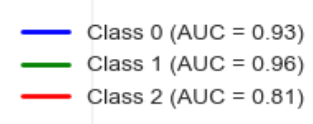 Class 0 (AUC = 0.93)
Class 1 (AUC = 0.96)
Class 2 (AUC = 0.81)